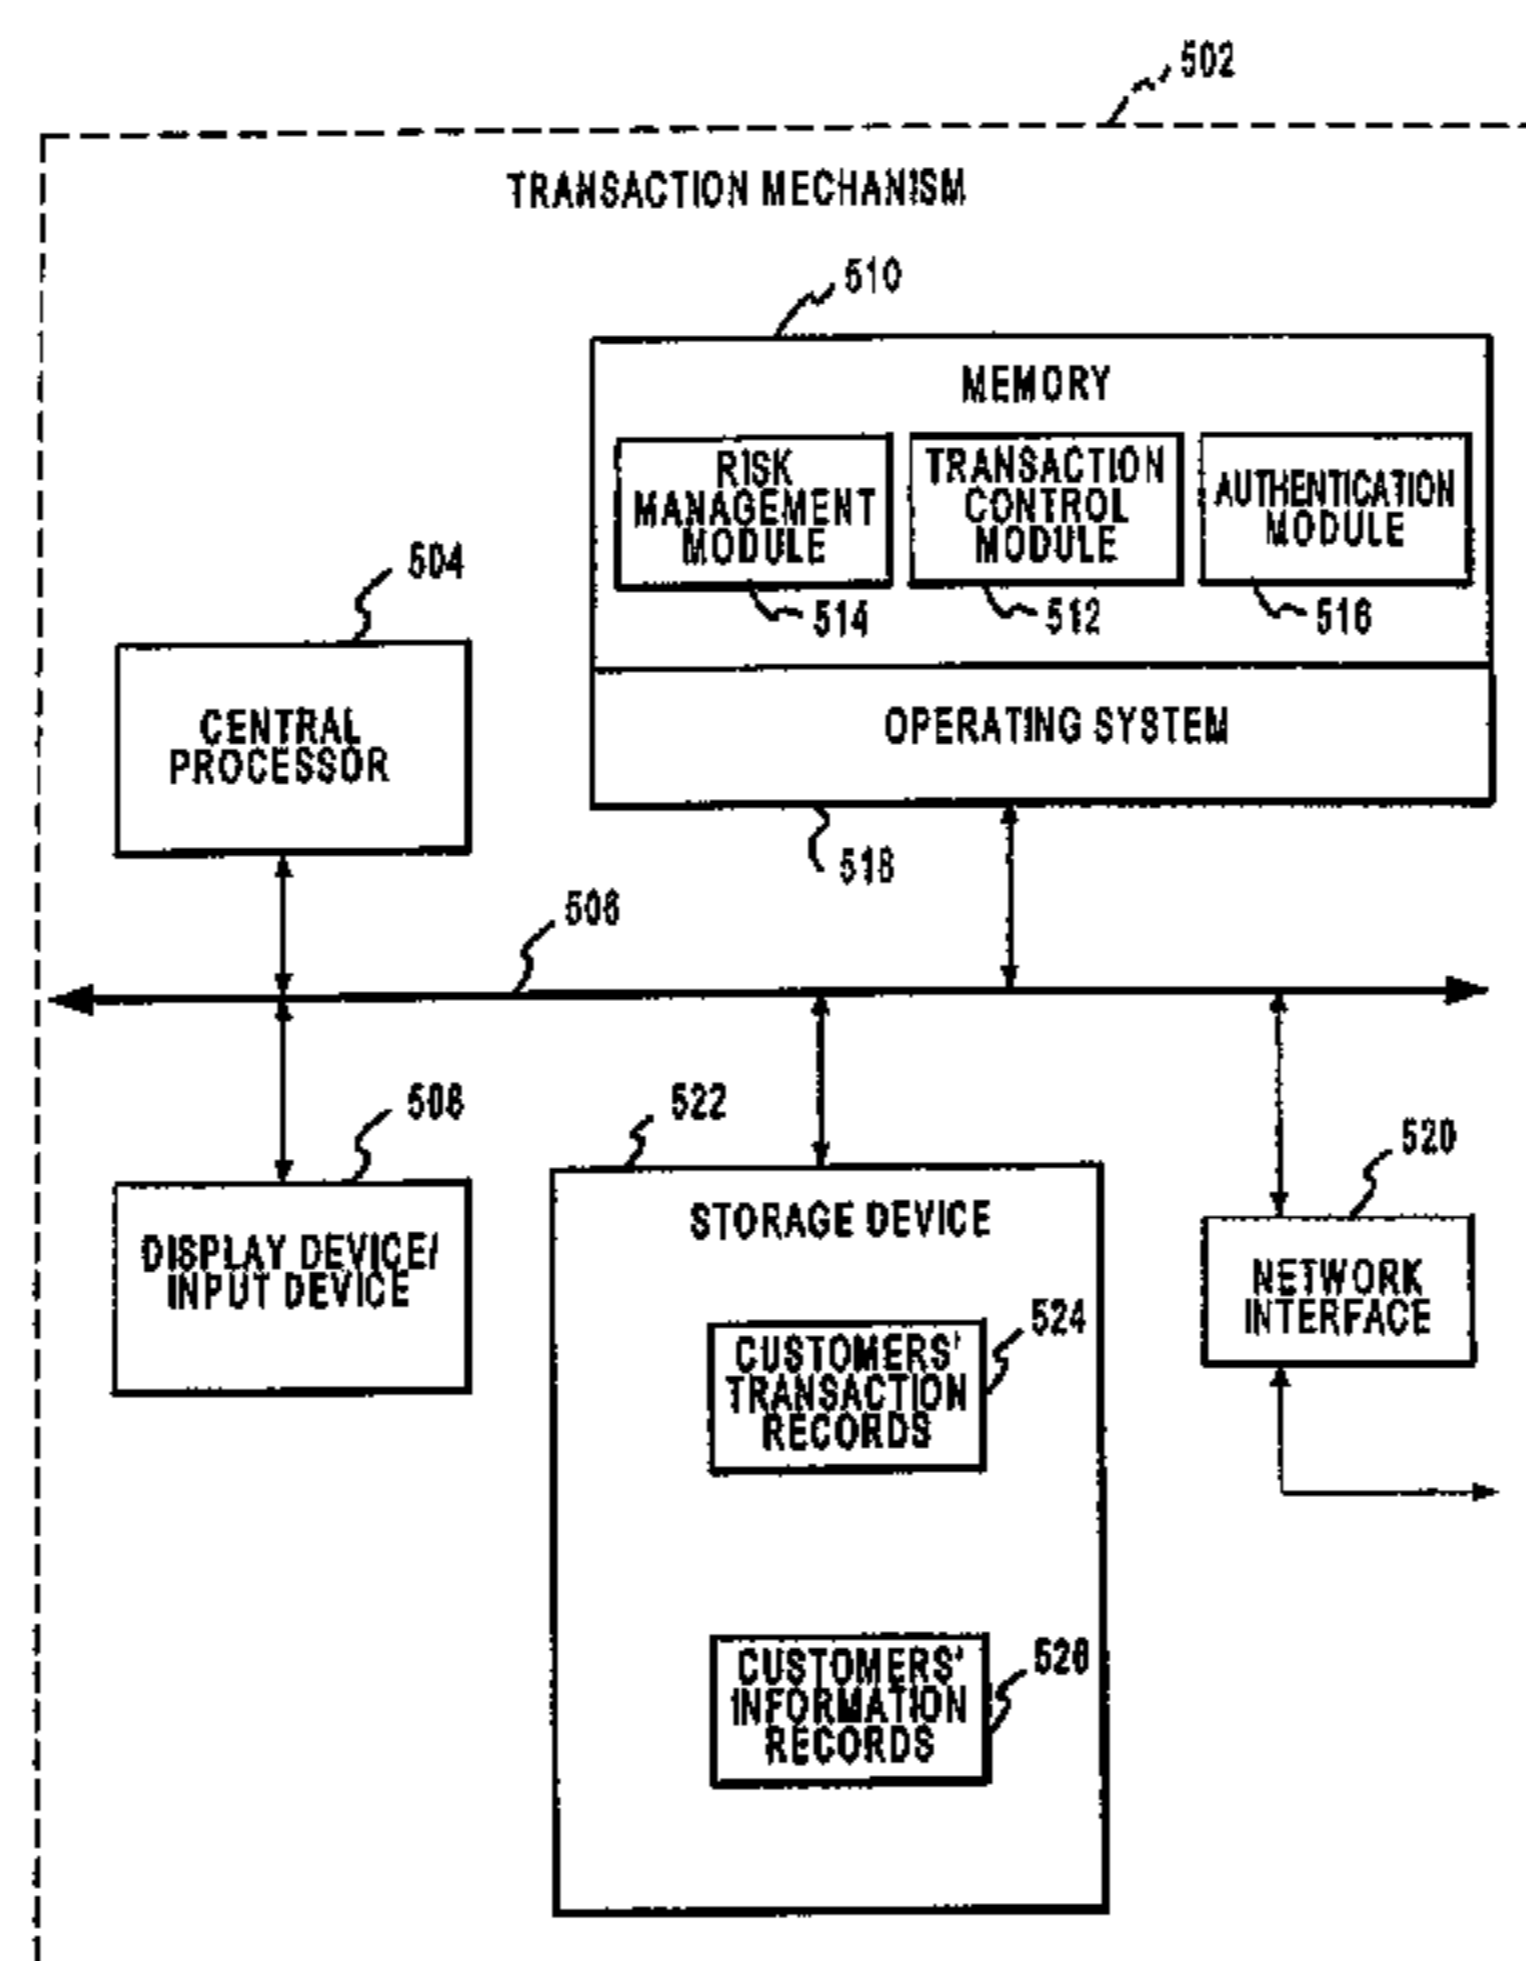 502
TRANSACTION MECHANISM
510
MEMORY
RISK
MANAGEMENT
MODULE
514
TRANSACTION
CONTROL
MODULE
512
AUTHENTICATION
MODULE
516
OPERATING SYSTEM
518
504
CENTRAL
PROCESSOR
506
508
DISPLAY DEVICE/
INPUT DEVICE
522
STORAGE DEVICE
524
CUSTOMERS'
TRANSACTION
RECORDS
526
CUSTOMERS'
INFORMATION
RECORDS
520
NETWORK
INTERFACE